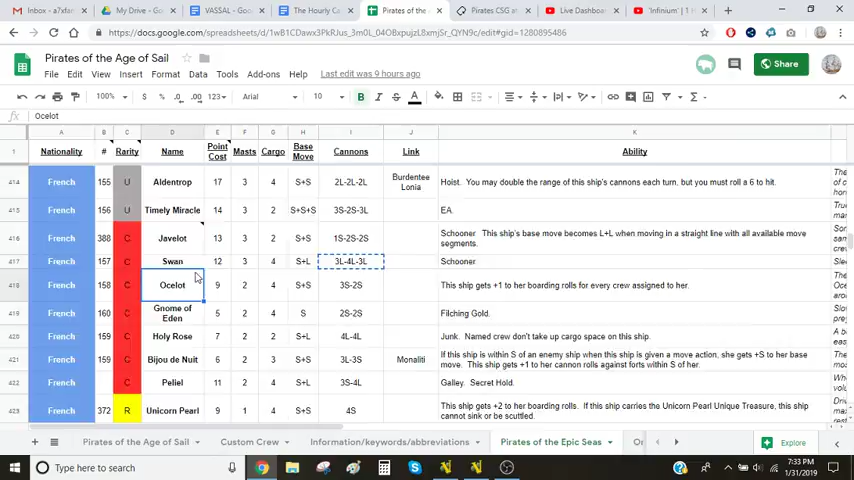 Inbox - a7xfan
My Drive - Goo
VASSAL - Goo
The Hourly Ca
Pirates of the A
Pirates CSG at
Live Dashboar
'Infinium' | 1 H
https://docs.google.com/spreadsheets/d/
edit#gid=1280895486
Pirates of the Age of Sail
File Edit View Insert Format Data Tools Add-ons Help Last edit was 9 hours ago
Share
100% $ % .0 .00 123 Arial 10 B I S A
fx Ocelot
A B C D E F G H I J K
1 Nationality # Rarity Name Point Cost Masts Cargo Base Move Cannons Link Ability
414 French 155 U Aldentrop 17 3 4 S+S 2L-2L-2L Burdentee Lonia Hoist. You may double the range of this ship's cannons each turn, but you must roll a 6 to hit.
415 French 156 U Timely Miracle 14 3 2 S+S+S 3S-2S-3L EA.
416 French 388 C Javelot 13 3 2 S+S 1S-2S-2S Schooner This ship's base move becomes L+L when moving in a straight line with all available move segments.
417 French 157 C Swan 12 3 4 S+L 3L-4L-3L Schooner
418 French 158 C Ocelot 9 2 4 S+S 3S-2S This ship gets +1 to her boarding rolls for every crew assigned to her.
419 French 160 C Gnome of Eden 5 2 2 S 2S-2S Filching Gold.
420 French 159 C Holy Rose 7 2 2 S+L 4L-4L Junk. Named crew don't take up cargo space on this ship.
421 French 159 C Bijou de Nuit 6 2 3 S+S 3L-3S Monaliti If this ship is within S of an enemy ship when this ship is given a move action, she gets +S to her base move. This ship gets +1 to her cannon rolls against forts within S of her.
422 French C Peliel 11 2 4 S+L 3S-4L Galley. Secret Hold.
423 French 372 R Unicorn Pearl 9 1 4 S+S 4S This ship gets +2 to her boarding rolls. If this ship carries the Unicorn Pearl Unique Treasure, this ship cannot sink or be scuttled.
Pirates of the Age of Sail
Custom Crew
Information/keywords/abbreviations
Pirates of the Epic Seas
Explore
Type here to search
7:33 PM
1/31/2019